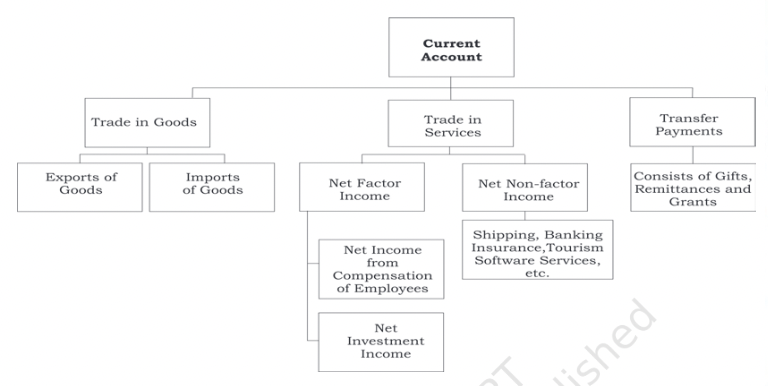 Current
Account
Trade in Goods
Trade in
Services
Transfer
Payments
Exports of
Goods
Imports
of Goods
Net Factor
Income
Net Non-factor
Income
Consists of Gifts,
Remittances and
Grants
Shipping, Banking
Insurance,Tourism
Software Services,
etc.
Net Income
from
Compensation
of Employees
Net
Investment
Income